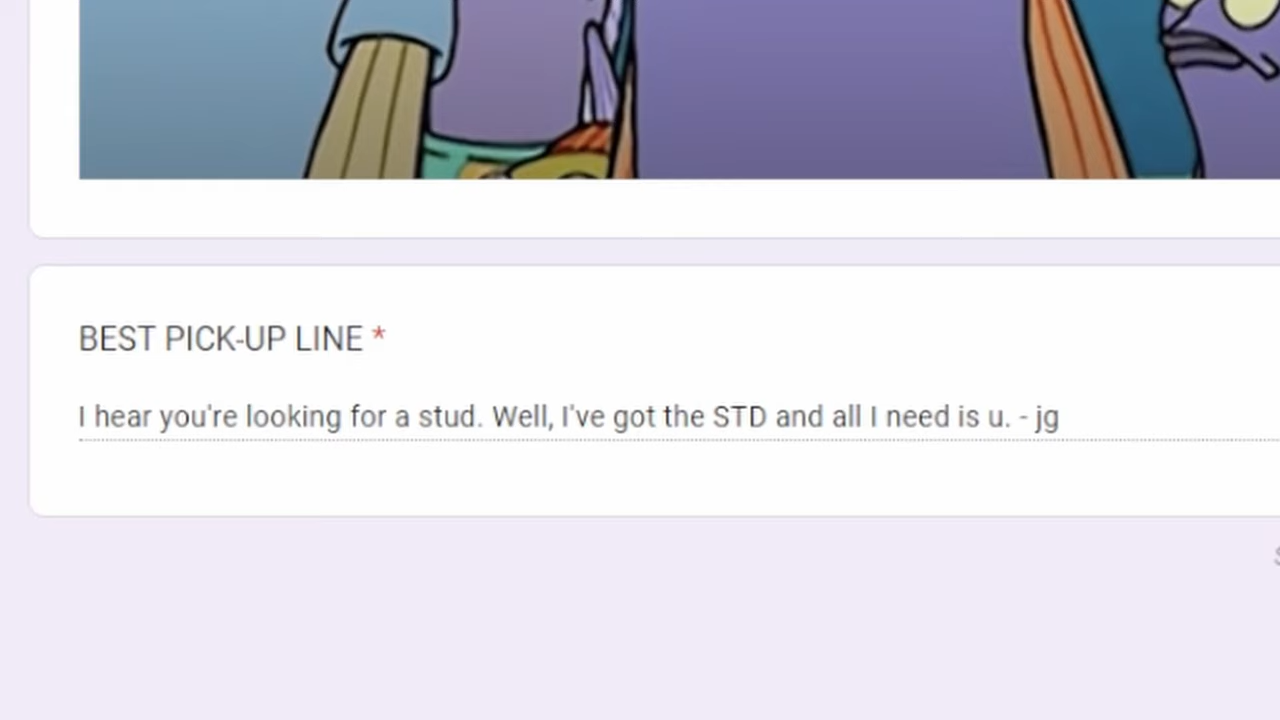 BEST PICK-UP LINE *
I hear you're looking for a stud. Well, I've got the STD and all I need is u. - jg